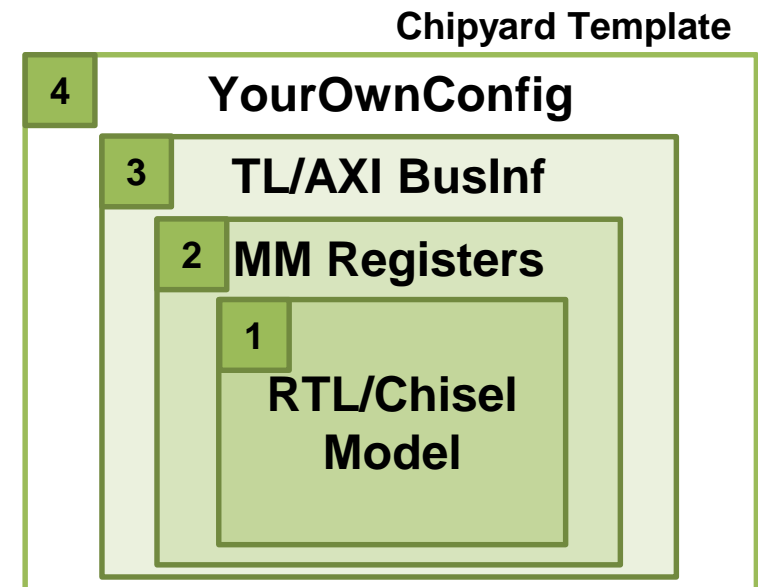 Chipyard Template
4
YourOwnConfig
3
TL/AXI BusInf
2
MM Registers
1
RTL/Chisel
Model